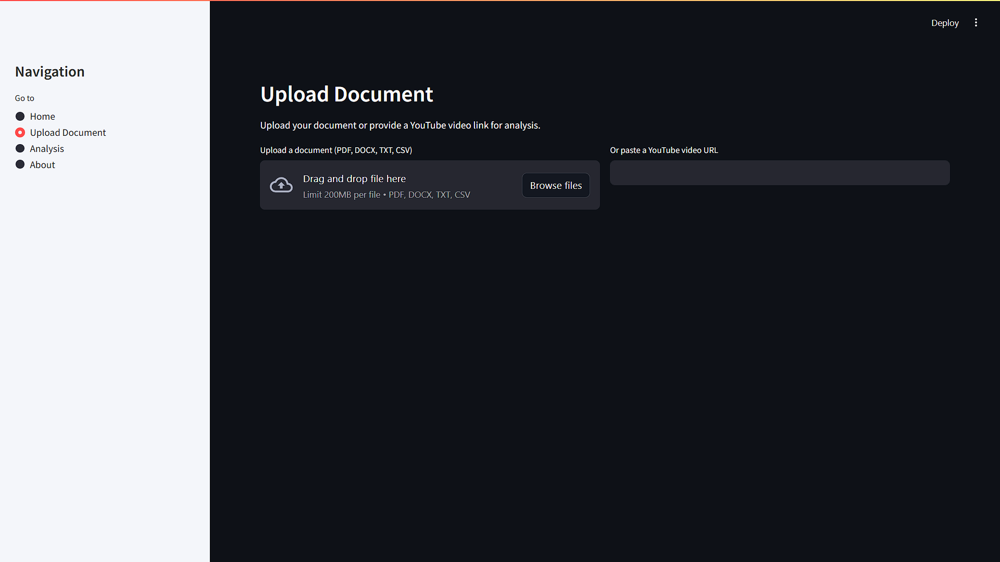 Deploy
Navigation
Go to
Home
Upload Document
Analysis
About
Upload Document
Upload your document or provide a YouTube video link for analysis.
Upload a document (PDF, DOCX, TXT, CSV)
Drag and drop file here
Limit 200MB per file • PDF, DOCX, TXT, CSV
Browse files
Or paste a YouTube video URL